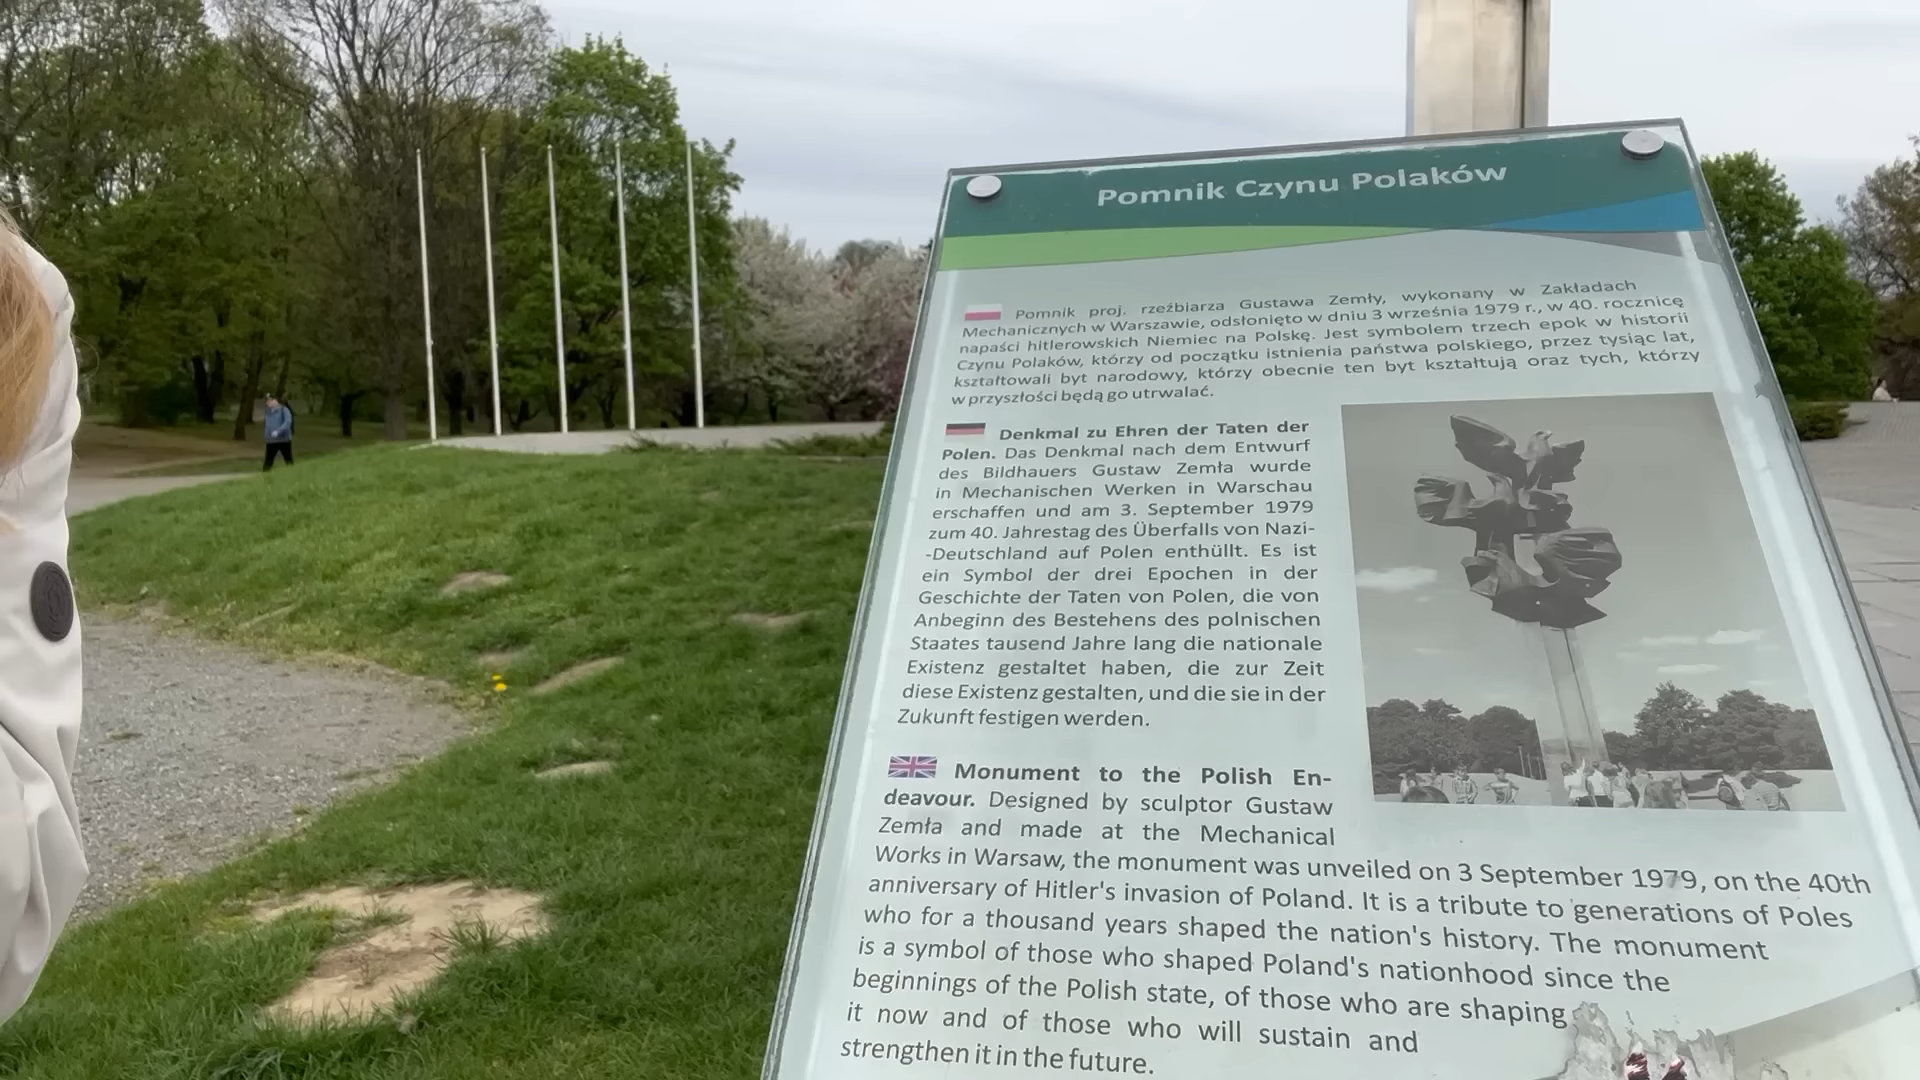 Pomnik Czynu Polaków
Pomnik proj. rzeźbiarza Gustawa Zemły, wykonany w Zakładach
Mechanicznych w Warszawie, odsłonięto w dniu 3 września 1979 r., w 40. rocznicę
napaści hitlerowskich Niemiec na Polskę. Jest symbolem trzech epok w historii
Czynu Polaków, którzy od początku istnienia państwa polskiego, przez tysiąc lat,
kształtowali byt narodowy, którzy obecnie ten byt kształtują oraz tych, którzy
w przyszłości będą go utrwalać.
Denkmal zu Ehren der Taten der
Polen. Das Denkmal nach dem Entwurf
des Bildhauers Gustaw Zemła wurde
in Mechanischen Werken in Warschau
erschaffen und am 3. September 1979
zum 40. Jahrestag des Überfalls von Nazi-
-Deutschland auf Polen enthüllt. Es ist
ein Symbol der drei Epochen in der
Geschichte der Taten von Polen, die von
Anbeginn des Bestehens des polnischen
Staates tausend Jahre lang die nationale
Existenz gestaltet haben, die zur Zeit
diese Existenz gestalten, und die sie in der
Zukunft festigen werden.
Monument to the Polish En-
deavour. Designed by sculptor Gustaw
Zemła and made at the Mechanical
Works in Warsaw, the monument was unveiled on 3 September 1979, on the 40th
anniversary of Hitler's invasion of Poland. It is a tribute to generations of Poles
who for a thousand years shaped the nation's history. The monument
is a symbol of those who shaped Poland's nationhood since the
beginnings of the Polish state, of those who are shaping
it now and of those who will sustain and
strengthen it in the future.